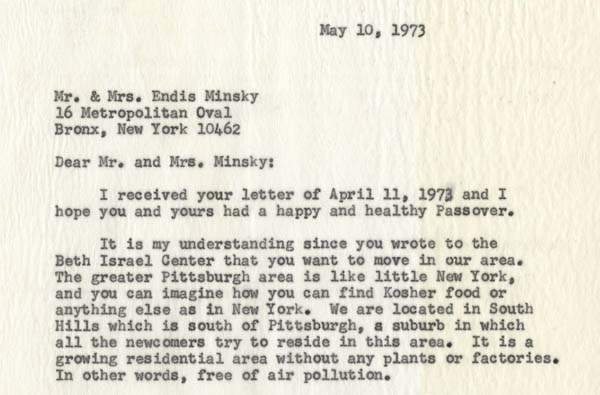 May 10, 1973
Mr. & Mrs. Endis Minsky
16 Metropolitan Oval
Bronx, New York 10462
Dear Mr. and Mrs. Minsky:
I received your letter of April 11, 1973 and I
hope you and yours had a happy and healthy Passover.
It is my understanding since you wrote to the
Beth Israel Center that you want to move in our area.
The greater Pittsburgh area is like little New York,
and you can imagine how you can find Kosher food or
anything else as in New York. We are located in South
Hills which is south of Pittsburgh, a suburb in which
all the newcomers try to reside in this area. It is a
growing residential area without any plants or factories.
In other words, free of air pollution.